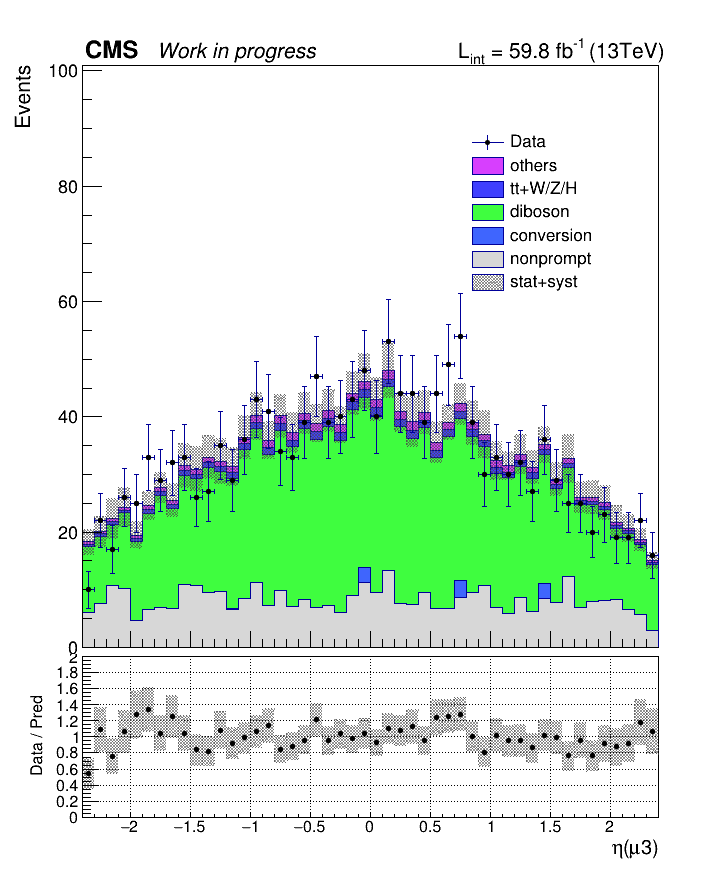 CMS Work in progress L_int = 59.8 fb⁻¹ (13TeV)
Events
100
80
60
40
20
0
Data
others
tt+W/Z/H
diboson
conversion
nonprompt
stat+syst
Data / Pred
2
1.8
1.6
1.4
1.2
1
0.8
0.6
0.4
0.2
0
−2 −1.5 −1 −0.5 0 0.5 1 1.5 2
η(μ3)